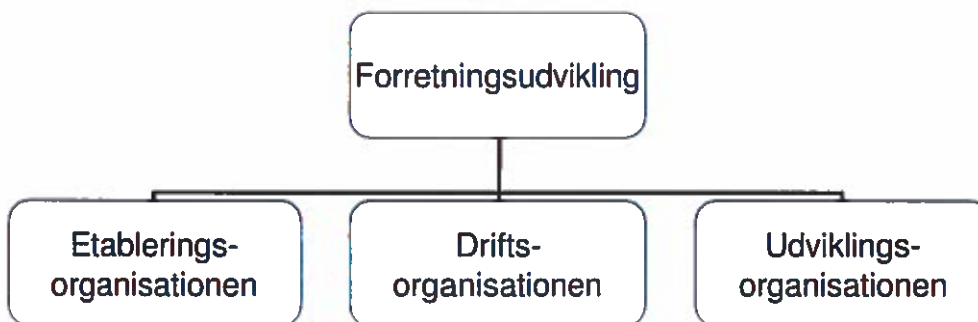 Forretningsudvikling
Etablerings-
organisationen
Drifts-
organisationen
Udviklings-
organisationen